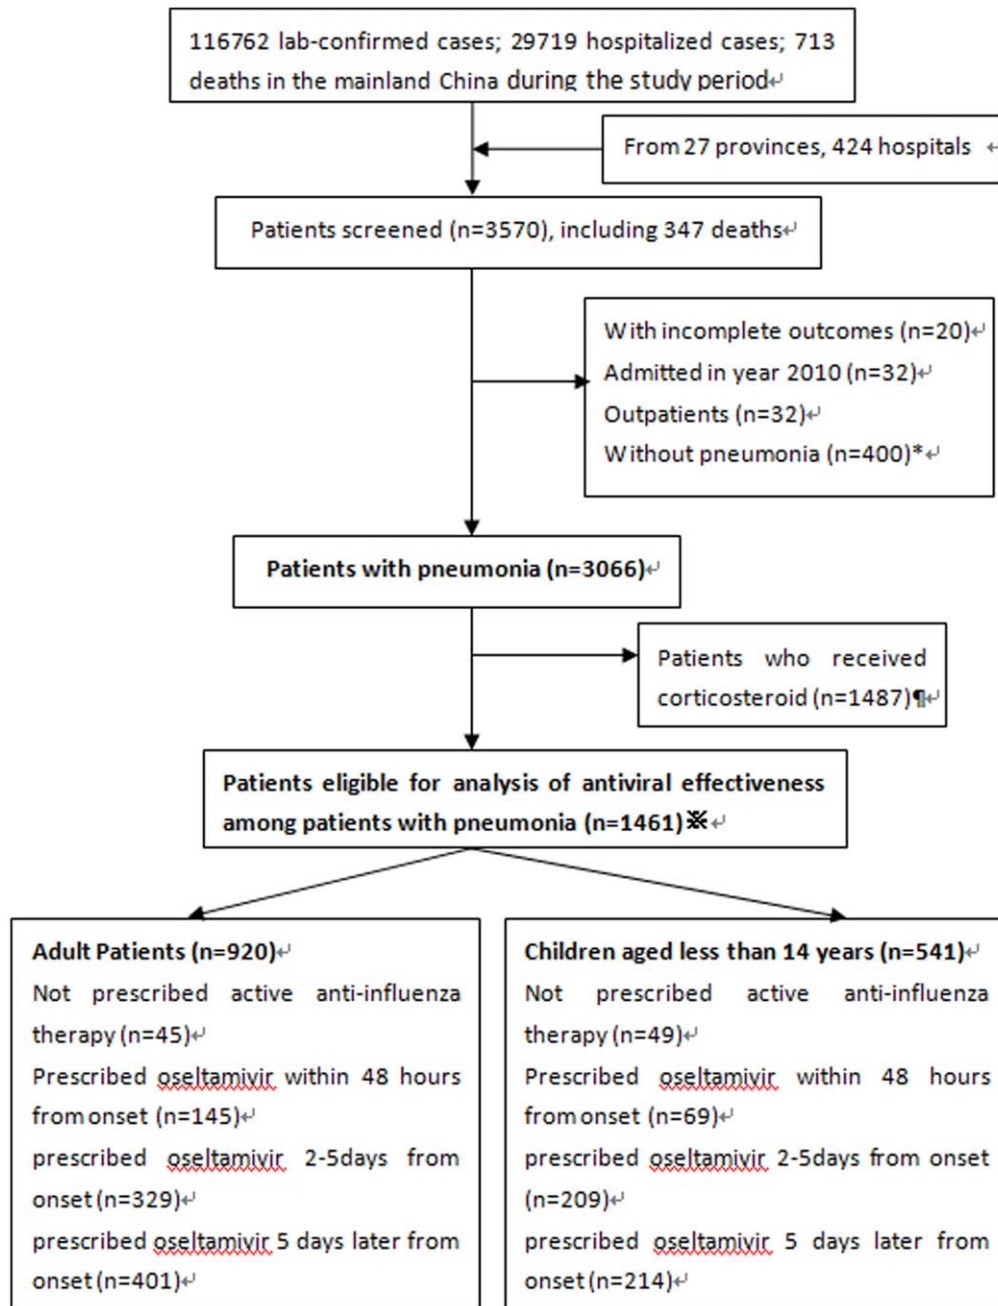 116762 lab-confirmed cases; 29719 hospitalized cases; 713
deaths in the mainland China during the study period↵
From 27 provinces, 424 hospitals ↵
Patients screened (n=3570), including 347 deaths↵
With incomplete outcomes (n=20)↵
Admitted in year 2010 (n=32)↵
Outpatients (n=32)↵
Without pneumonia (n=400)*↵
Patients with pneumonia (n=3066)↵
Patients who received
corticosteroid (n=1487)¶↵
Patients eligible for analysis of antiviral effectiveness
among patients with pneumonia (n=1461)※↵
Adult Patients (n=920)↵
Not prescribed active anti-influenza
therapy (n=45)↵
Prescribed oseltamivir within 48 hours
from onset (n=145)↵
prescribed oseltamivir 2-5days from
onset (n=329)↵
prescribed oseltamivir 5 days later from
onset (n=401)↵
Children aged less than 14 years (n=541)↵
Not prescribed active anti-influenza
therapy (n=49)↵
Prescribed oseltamivir within 48 hours
from onset (n=69)↵
prescribed oseltamivir 2-5days from onset
(n=209)↵
prescribed oseltamivir 5 days later from
onset (n=214)↵